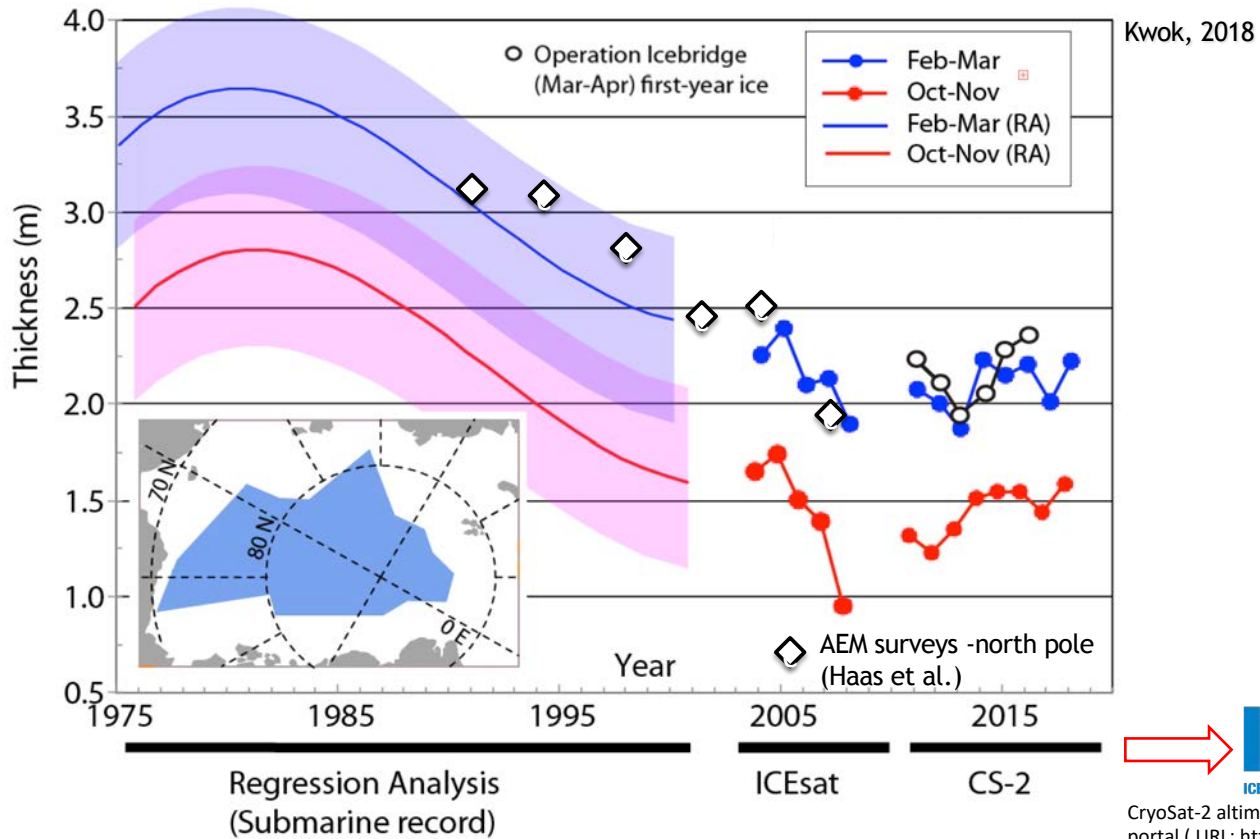 Kwok, 2018
4.0
3.5
3.0
2.5
2.0
1.5
1.0
0.5
Thickness (m)
Operation Icebridge
(Mar-Apr) first-year ice
Feb-Mar
Oct-Nov
Feb-Mar (RA)
Oct-Nov (RA)
70 N
80 N
0 E
AEM surveys -north pole
(Haas et al.)
Year
1975
1985
1995
2005
2015
Regression Analysis
(Submarine record)
ICEsat
CS-2
ICE
CryoSat-2 altim
portal ( URL: ht